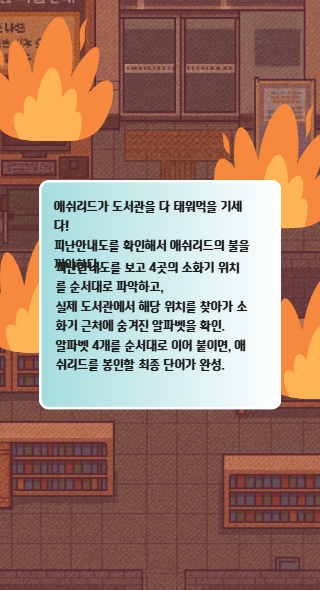 애쉬리드가 도서관을 다 태워먹을 기세
다!
피난안내도를 확인해서 애쉬리드의 불을
피난안내도를 보고 4곳의 소화기 위치
를 순서대로 파악하고,
실제 도서관에서 해당 위치를 찾아가 소
화기 근처에 숨겨진 알파벳을 확인.
알파벳 4개를 순서대로 이어 붙이면, 애
쉬리드를 봉인할 최종 단어가 완성.